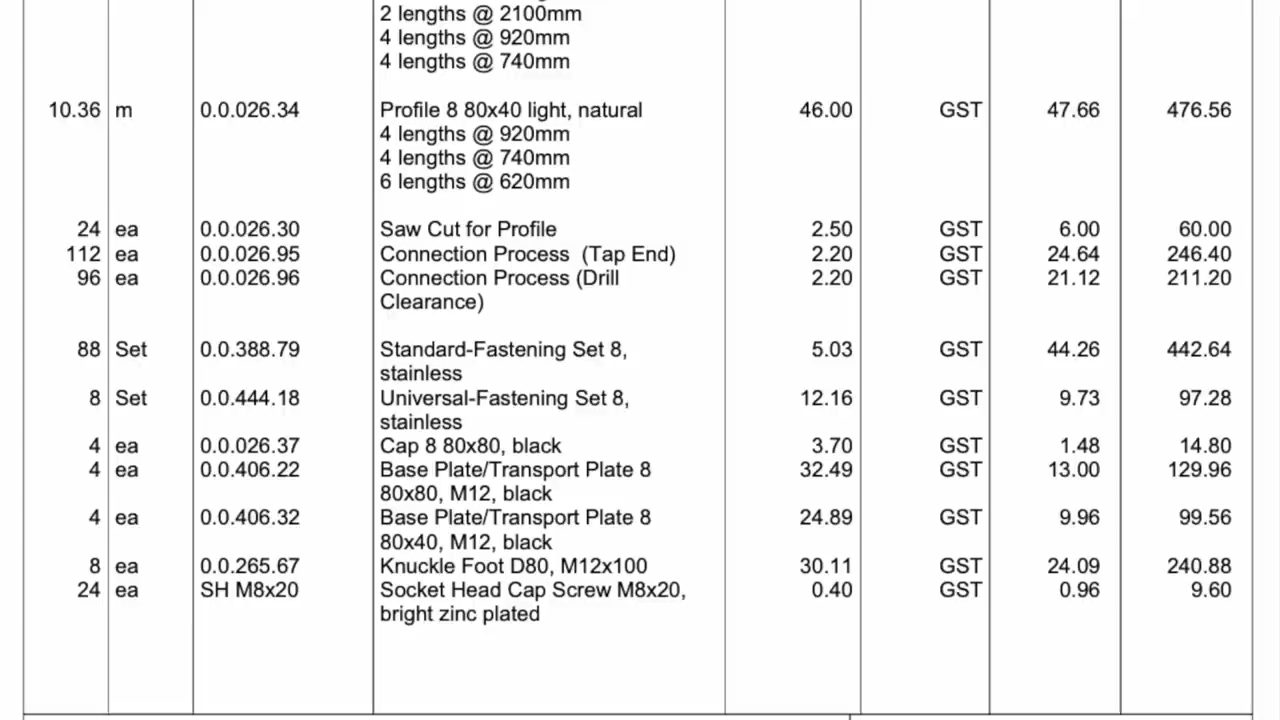 2 lengths @ 2100mm
4 lengths @ 920mm
4 lengths @ 740mm
10.36 m 0.0.026.34 Profile 8 80x40 light, natural 46.00 GST 47.66 476.56
4 lengths @ 920mm
4 lengths @ 740mm
6 lengths @ 620mm
24 ea 0.0.026.30 Saw Cut for Profile 2.50 GST 6.00 60.00
112 ea 0.0.026.95 Connection Process (Tap End) 2.20 GST 24.64 246.40
96 ea 0.0.026.96 Connection Process (Drill 2.20 GST 21.12 211.20
Clearance)
88 Set 0.0.388.79 Standard-Fastening Set 8, 5.03 GST 44.26 442.64
stainless
8 Set 0.0.444.18 Universal-Fastening Set 8, 12.16 GST 9.73 97.28
stainless
4 ea 0.0.026.37 Cap 8 80x80, black 3.70 GST 1.48 14.80
4 ea 0.0.406.22 Base Plate/Transport Plate 8 32.49 GST 13.00 129.96
80x80, M12, black
4 ea 0.0.406.32 Base Plate/Transport Plate 8 24.89 GST 9.96 99.56
80x40, M12, black
8 ea 0.0.265.67 Knuckle Foot D80, M12x100 30.11 GST 24.09 240.88
24 ea SH M8x20 Socket Head Cap Screw M8x20, 0.40 GST 0.96 9.60
bright zinc plated